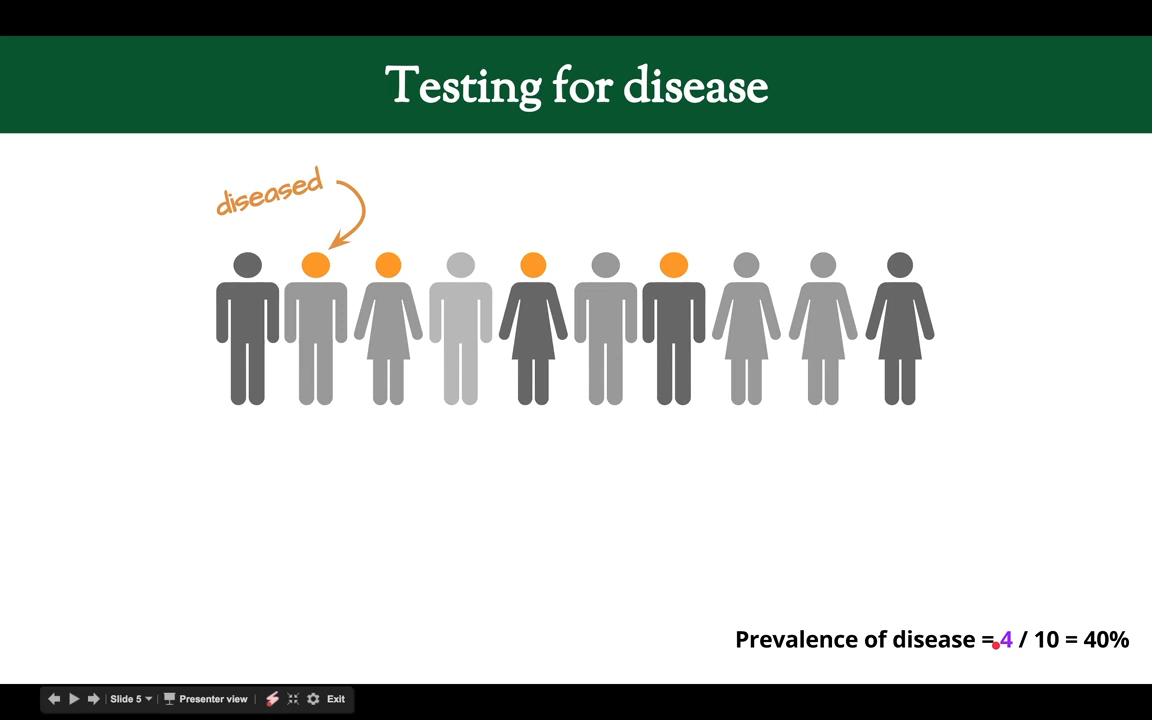 Testing for disease
diseased
Prevalence of disease = 4 / 10 = 40%
Slide 5 Presenter view Exit